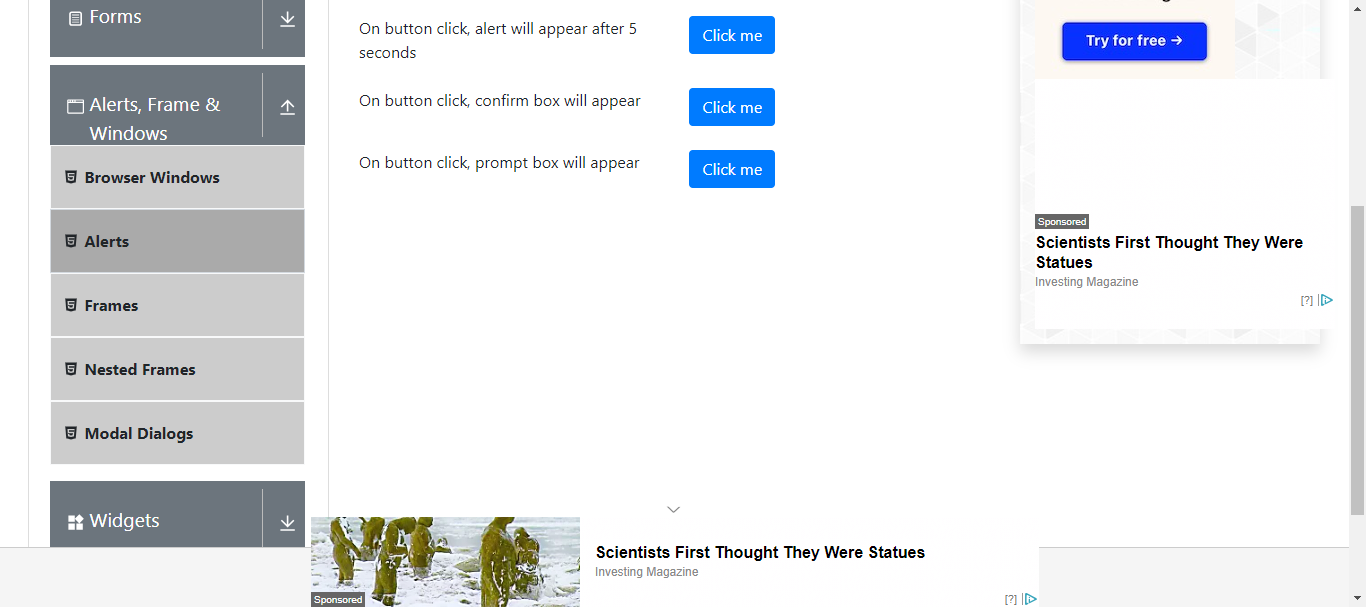 Forms
Alerts, Frame &
Windows
Browser Windows
Alerts
Frames
Nested Frames
Modal Dialogs
Widgets
On button click, alert will appear after 5
seconds
Click me
On button click, confirm box will appear
Click me
On button click, prompt box will appear
Click me
Try for free →
Sponsored
Scientists First Thought They Were
Statues
Investing Magazine
[?]
Scientists First Thought They Were Statues
Investing Magazine
Sponsored
[?]